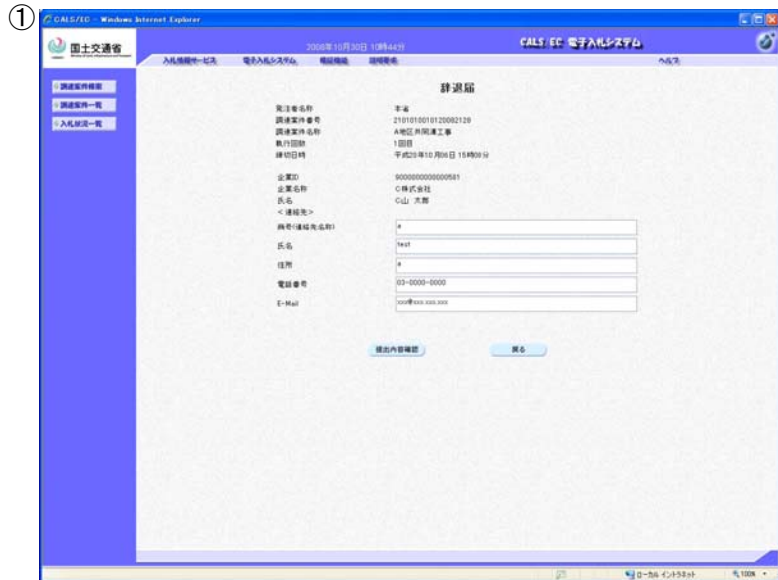 ①
CALS/EC - Windows Internet Explorer
国土交通省
2008年10月30日 10時44分
CALS/EC 電子入札システム
入札情報サービス 電子入札システム 検証機能 説明要求 ヘルプ
調達案件検索
調達案件一覧
入札状況一覧
辞退届
発注者名称 本省
調達案件番号 2101010010120082128
調達案件名称 A地区共同溝工事
執行回数 1回目
締切日時 平成20年10月06日 15時00分
企業ID 9000000000000581
企業名称 C株式会社
氏名 C山 太郎
<連絡先>
商号(連絡先名称) a
氏名 test
住所 a
電話番号 03-0000-0000
E-Mail xxx@xxx.xxx.xxx
提出内容確認 戻る
ローカル イントラネット 100%